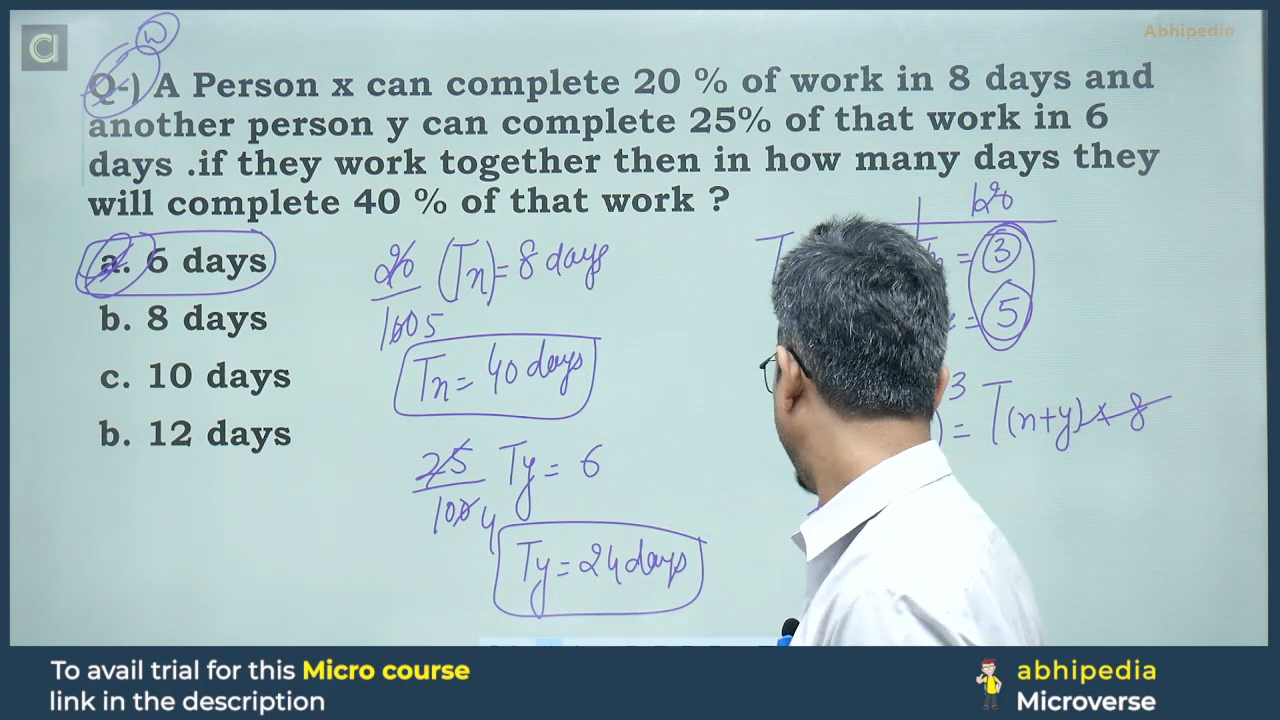 Abhipedia
Q-) A Person x can complete 20 % of work in 8 days and
another person y can complete 25% of that work in 6
days .if they work together then in how many days they
will complete 40 % of that work ?
a. 6 days
b. 8 days
c. 10 days
b. 12 days
20/100 5 (Tx) = 8 days
Tx = 40 days
25/100 4 Ty = 6
Ty = 24 days
120
= 3
= 5
3
= T(x+y) × 8
To avail trial for this Micro course
link in the description
abhipedia
Microverse